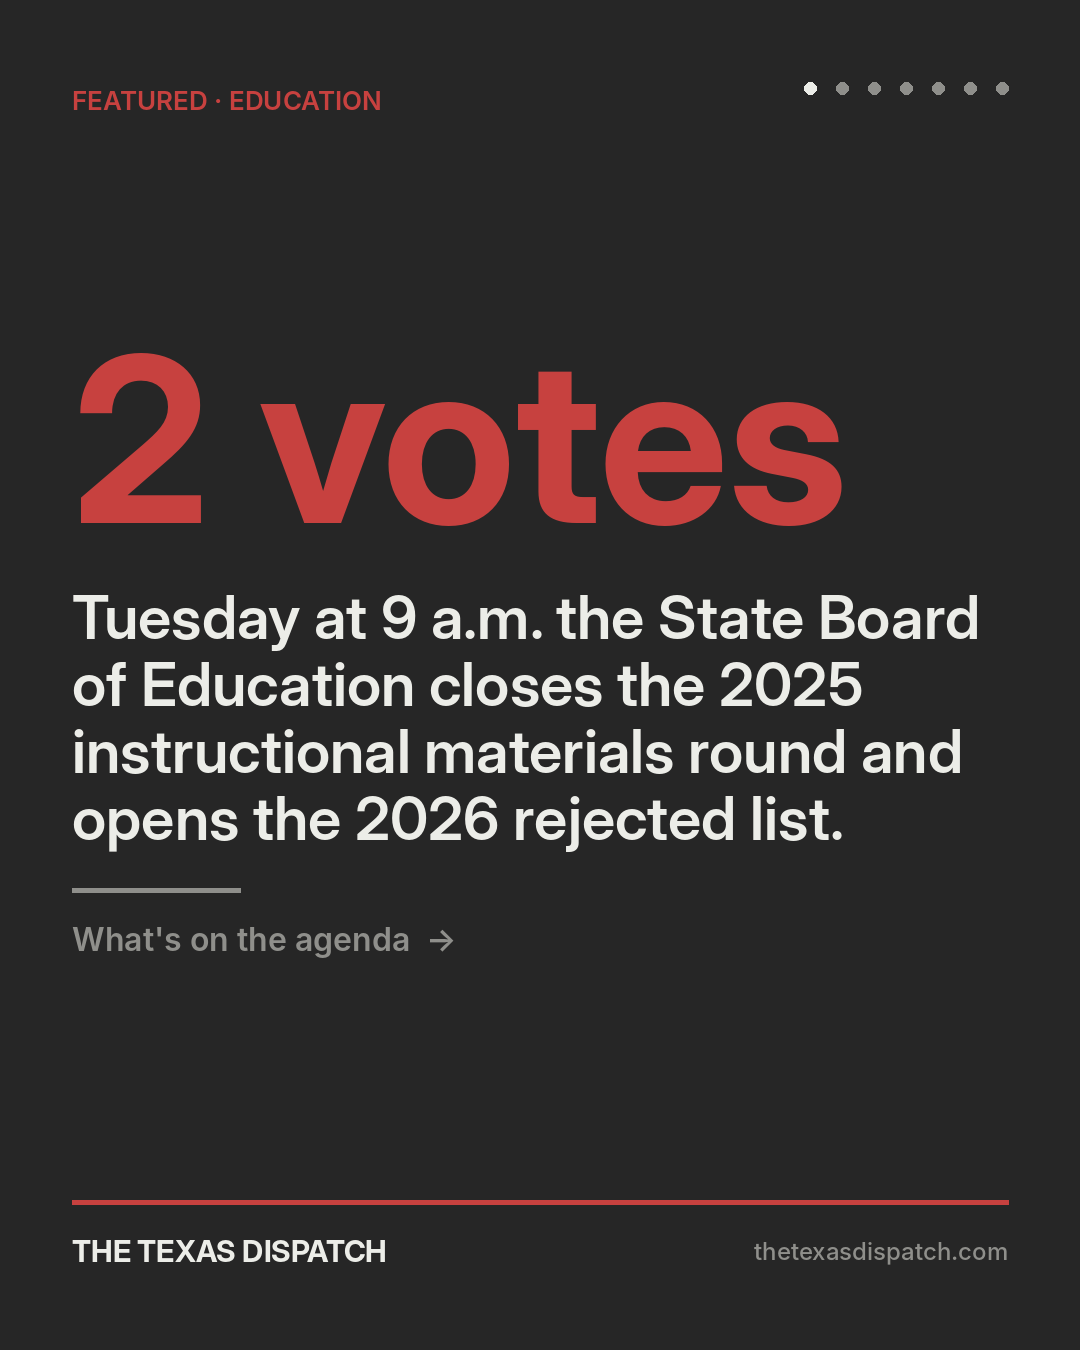 FEATURED · EDUCATION
2 votes
Tuesday at 9 a.m. the State Board
of Education closes the 2025
instructional materials round and
opens the 2026 rejected list.
What's on the agenda →
THE TEXAS DISPATCH
thetexasdispatch.com